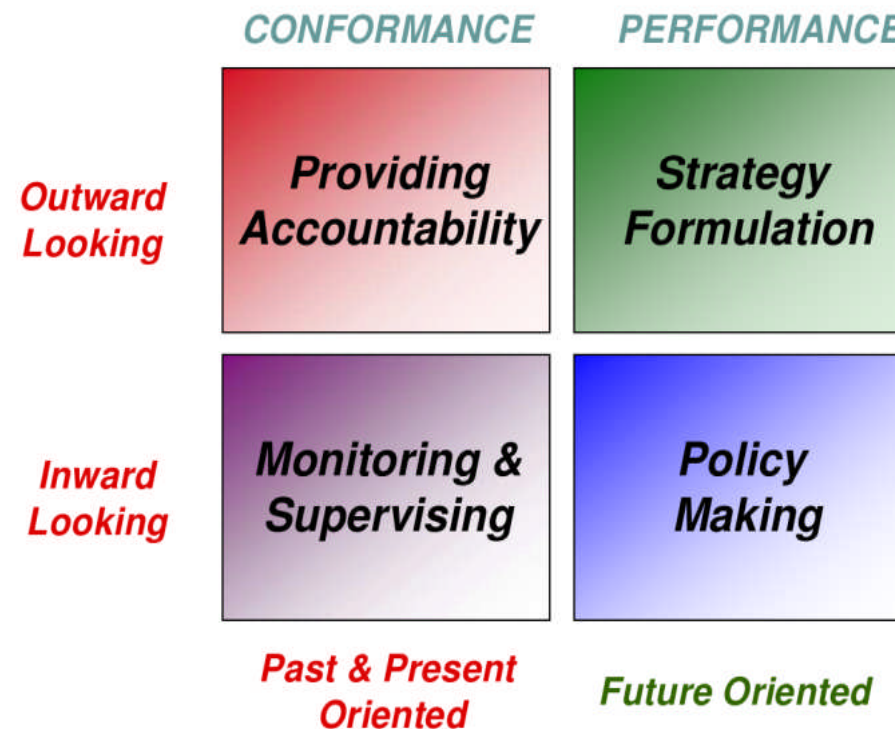 CONFORMANCE PERFORMANCE
Outward
Looking
Providing
Accountability
Strategy
Formulation
Inward
Looking
Monitoring &
Supervising
Policy
Making
Past & Present
Oriented
Future Oriented